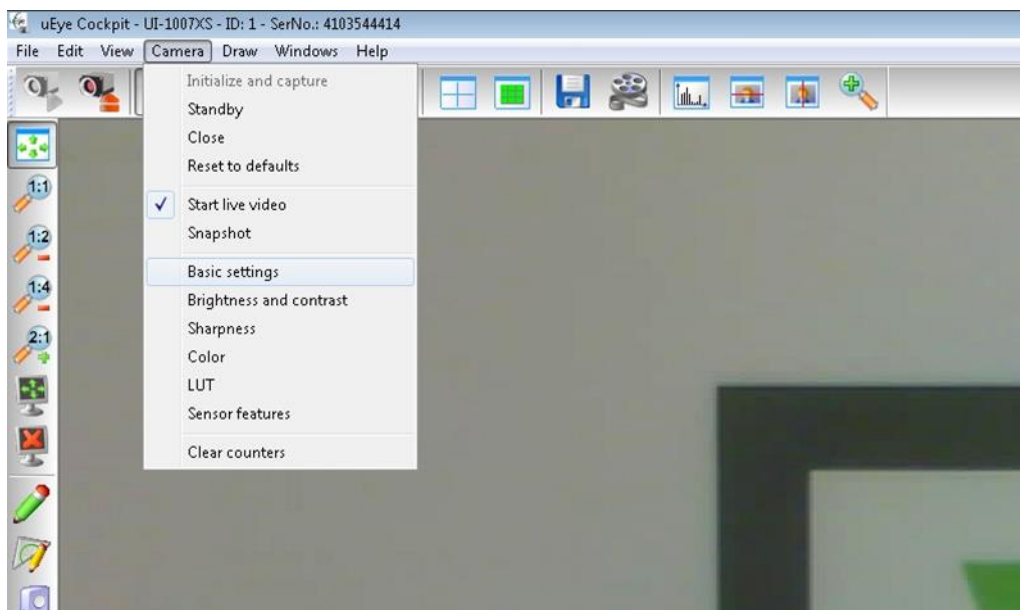 uEye Cockpit - UI-1007XS - ID: 1 - SerNo.: 4103544414
File Edit View Camera Draw Windows Help
Initialize and capture
Standby
Close
Reset to defaults
Start live video
Snapshot
Basic settings
Brightness and contrast
Sharpness
Color
LUT
Sensor features
Clear counters
1:1
1:2
1:4
2:1